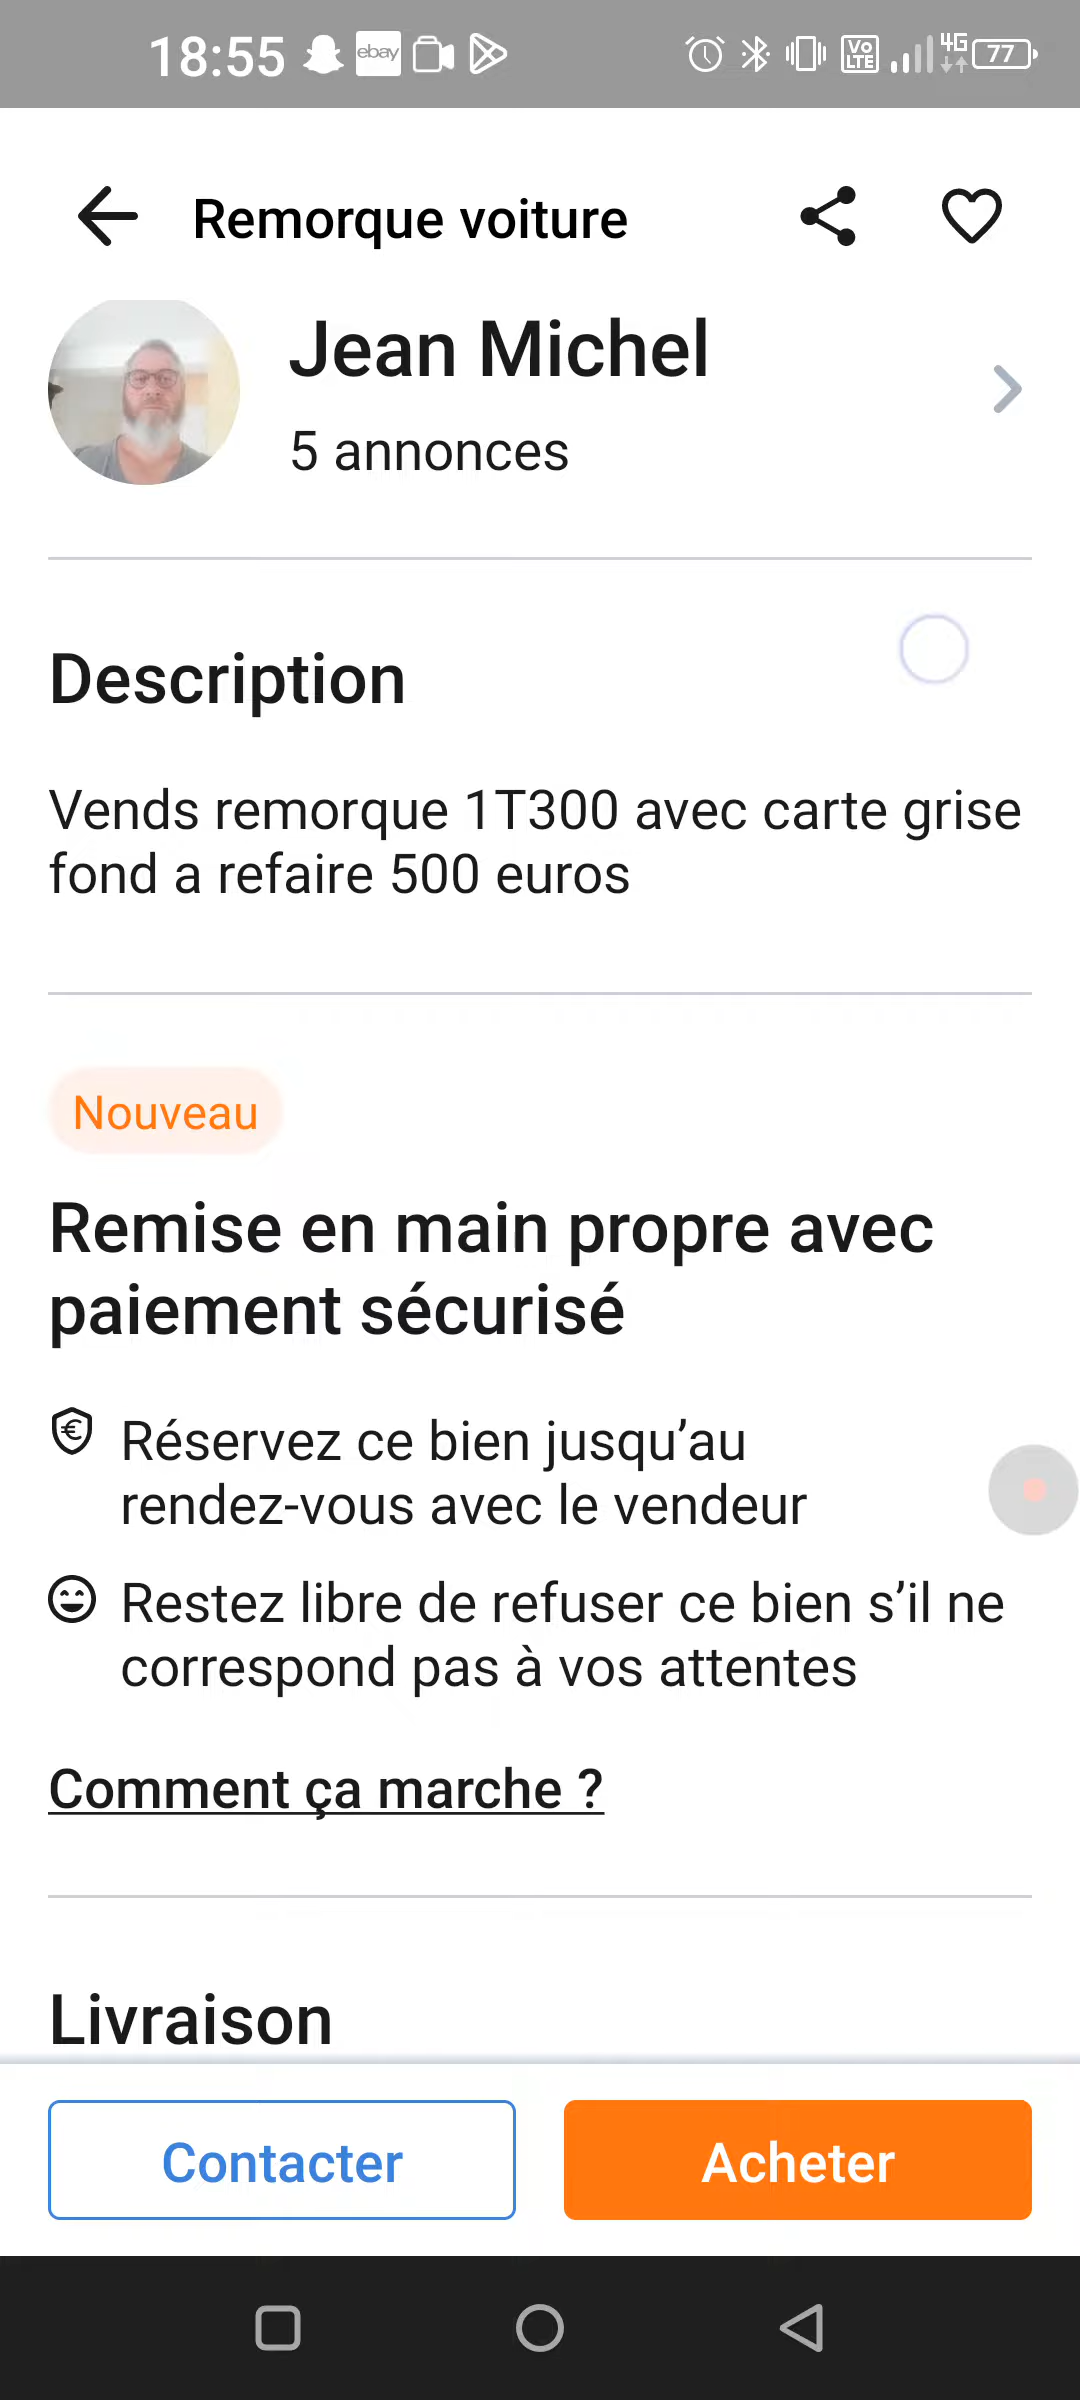 18:55 ebay VoLTE 4G 77
Remorque voiture
Jean Michel
5 annonces
Description
Vends remorque 1T300 avec carte grise
fond a refaire 500 euros
Nouveau
Remise en main propre avec
paiement sécurisé
Réservez ce bien jusqu’au
rendez-vous avec le vendeur
Restez libre de refuser ce bien s’il ne
correspond pas à vos attentes
Comment ça marche ?
Livraison
Contacter
Acheter